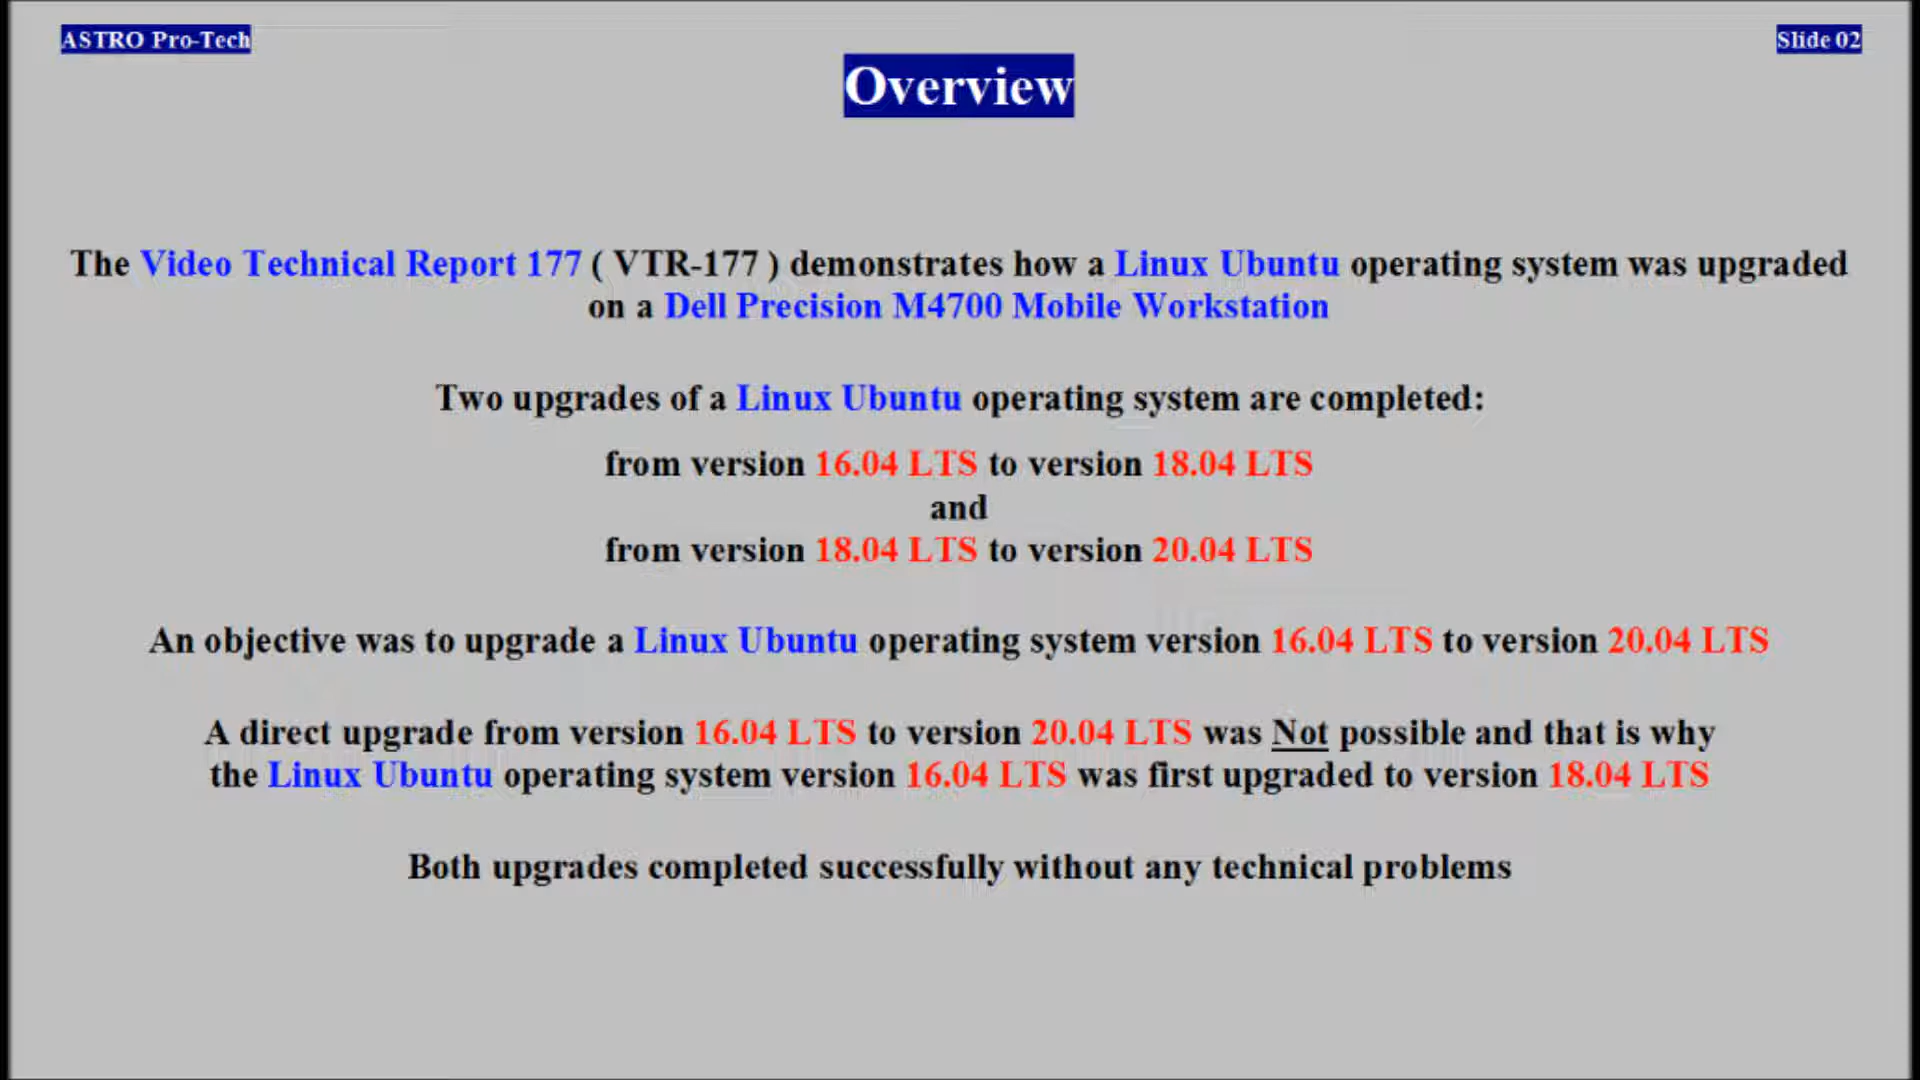 ASTRO Pro-Tech
Slide 02
Overview
The Video Technical Report 177 ( VTR-177 ) demonstrates how a Linux Ubuntu operating system was upgraded
on a Dell Precision M4700 Mobile Workstation
Two upgrades of a Linux Ubuntu operating system are completed:
from version 16.04 LTS to version 18.04 LTS
and
from version 18.04 LTS to version 20.04 LTS
An objective was to upgrade a Linux Ubuntu operating system version 16.04 LTS to version 20.04 LTS
A direct upgrade from version 16.04 LTS to version 20.04 LTS was Not possible and that is why
the Linux Ubuntu operating system version 16.04 LTS was first upgraded to version 18.04 LTS
Both upgrades completed successfully without any technical problems